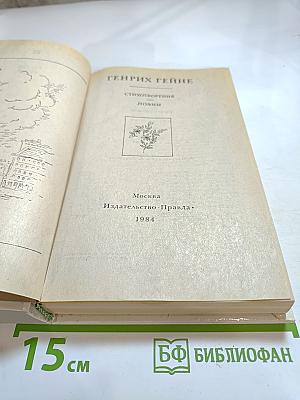 ГЕНРИХ ГЕЙНЕ
СТИХОТВОРЕНИЯ
ПОЭМЫ
Москва
Издательство «Правда»
1984
15 см
БФ БИБЛИОФАН